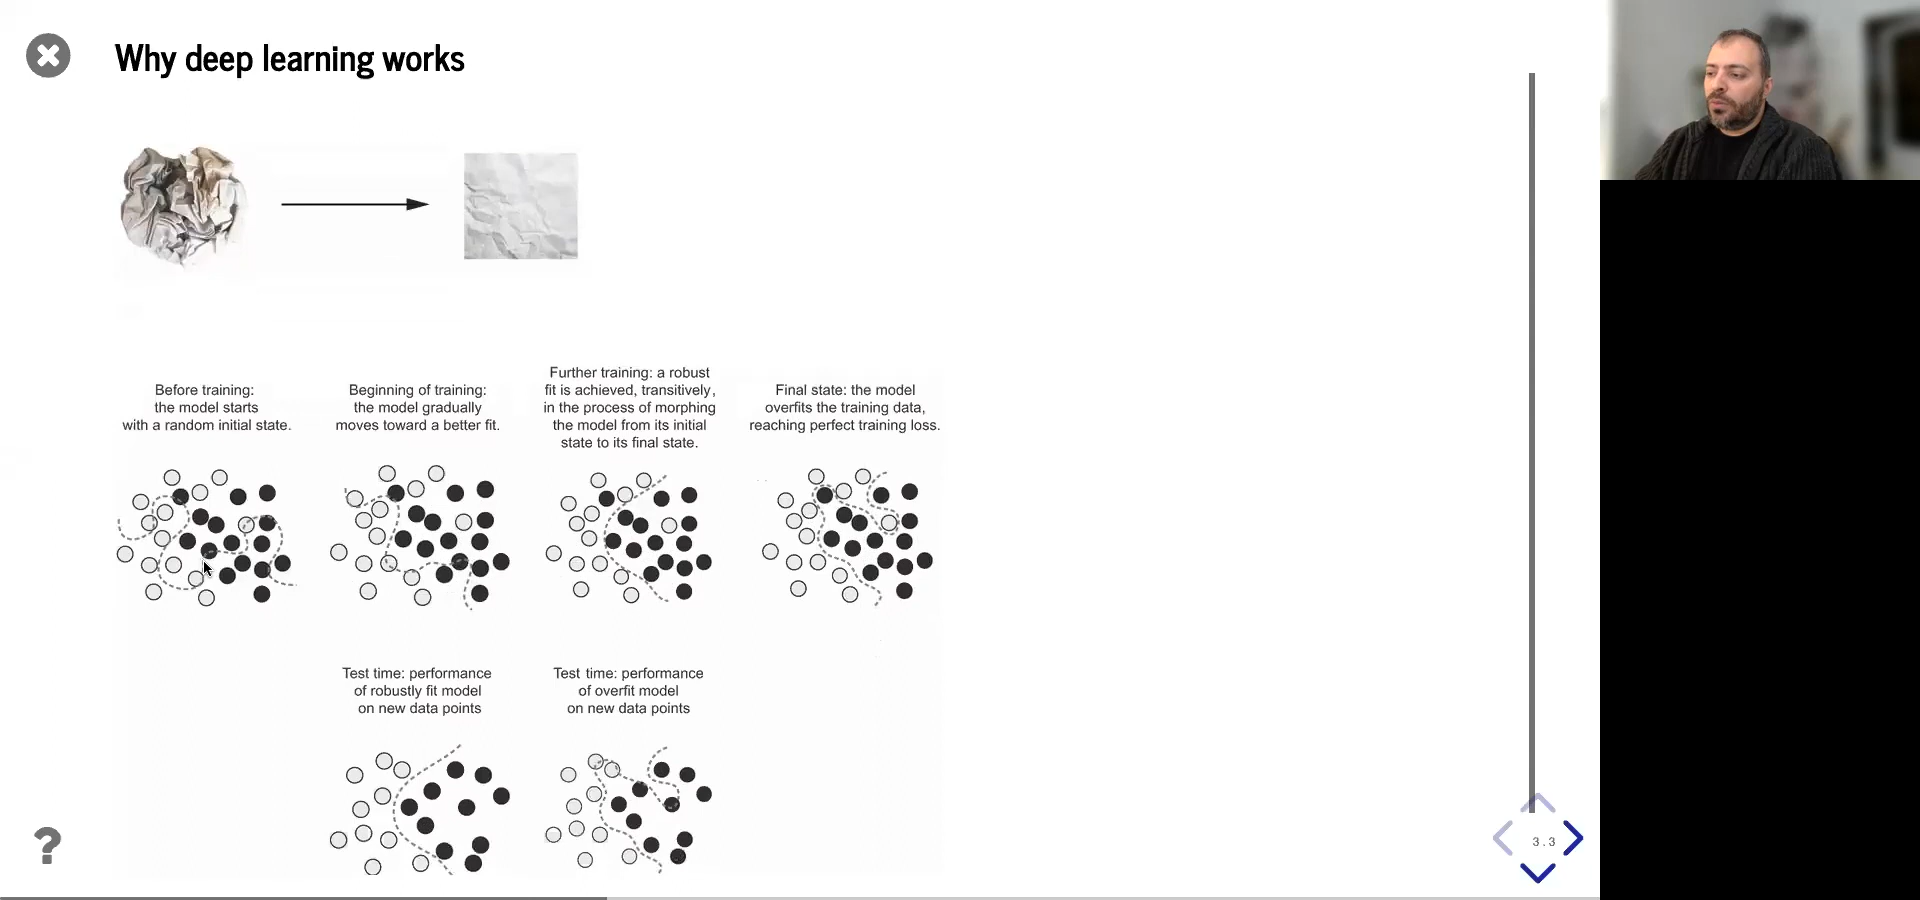 Why deep learning works
Before training:
the model starts
with a random initial state.
Beginning of training:
the model gradually
moves toward a better fit.
Further training: a robust
fit is achieved, transitively,
in the process of morphing
the model from its initial
state to its final state.
Final state: the model
overfits the training data,
reaching perfect training loss.
Test time: performance
of robustly fit model
on new data points
Test time: performance
of overfit model
on new data points
?
3.3